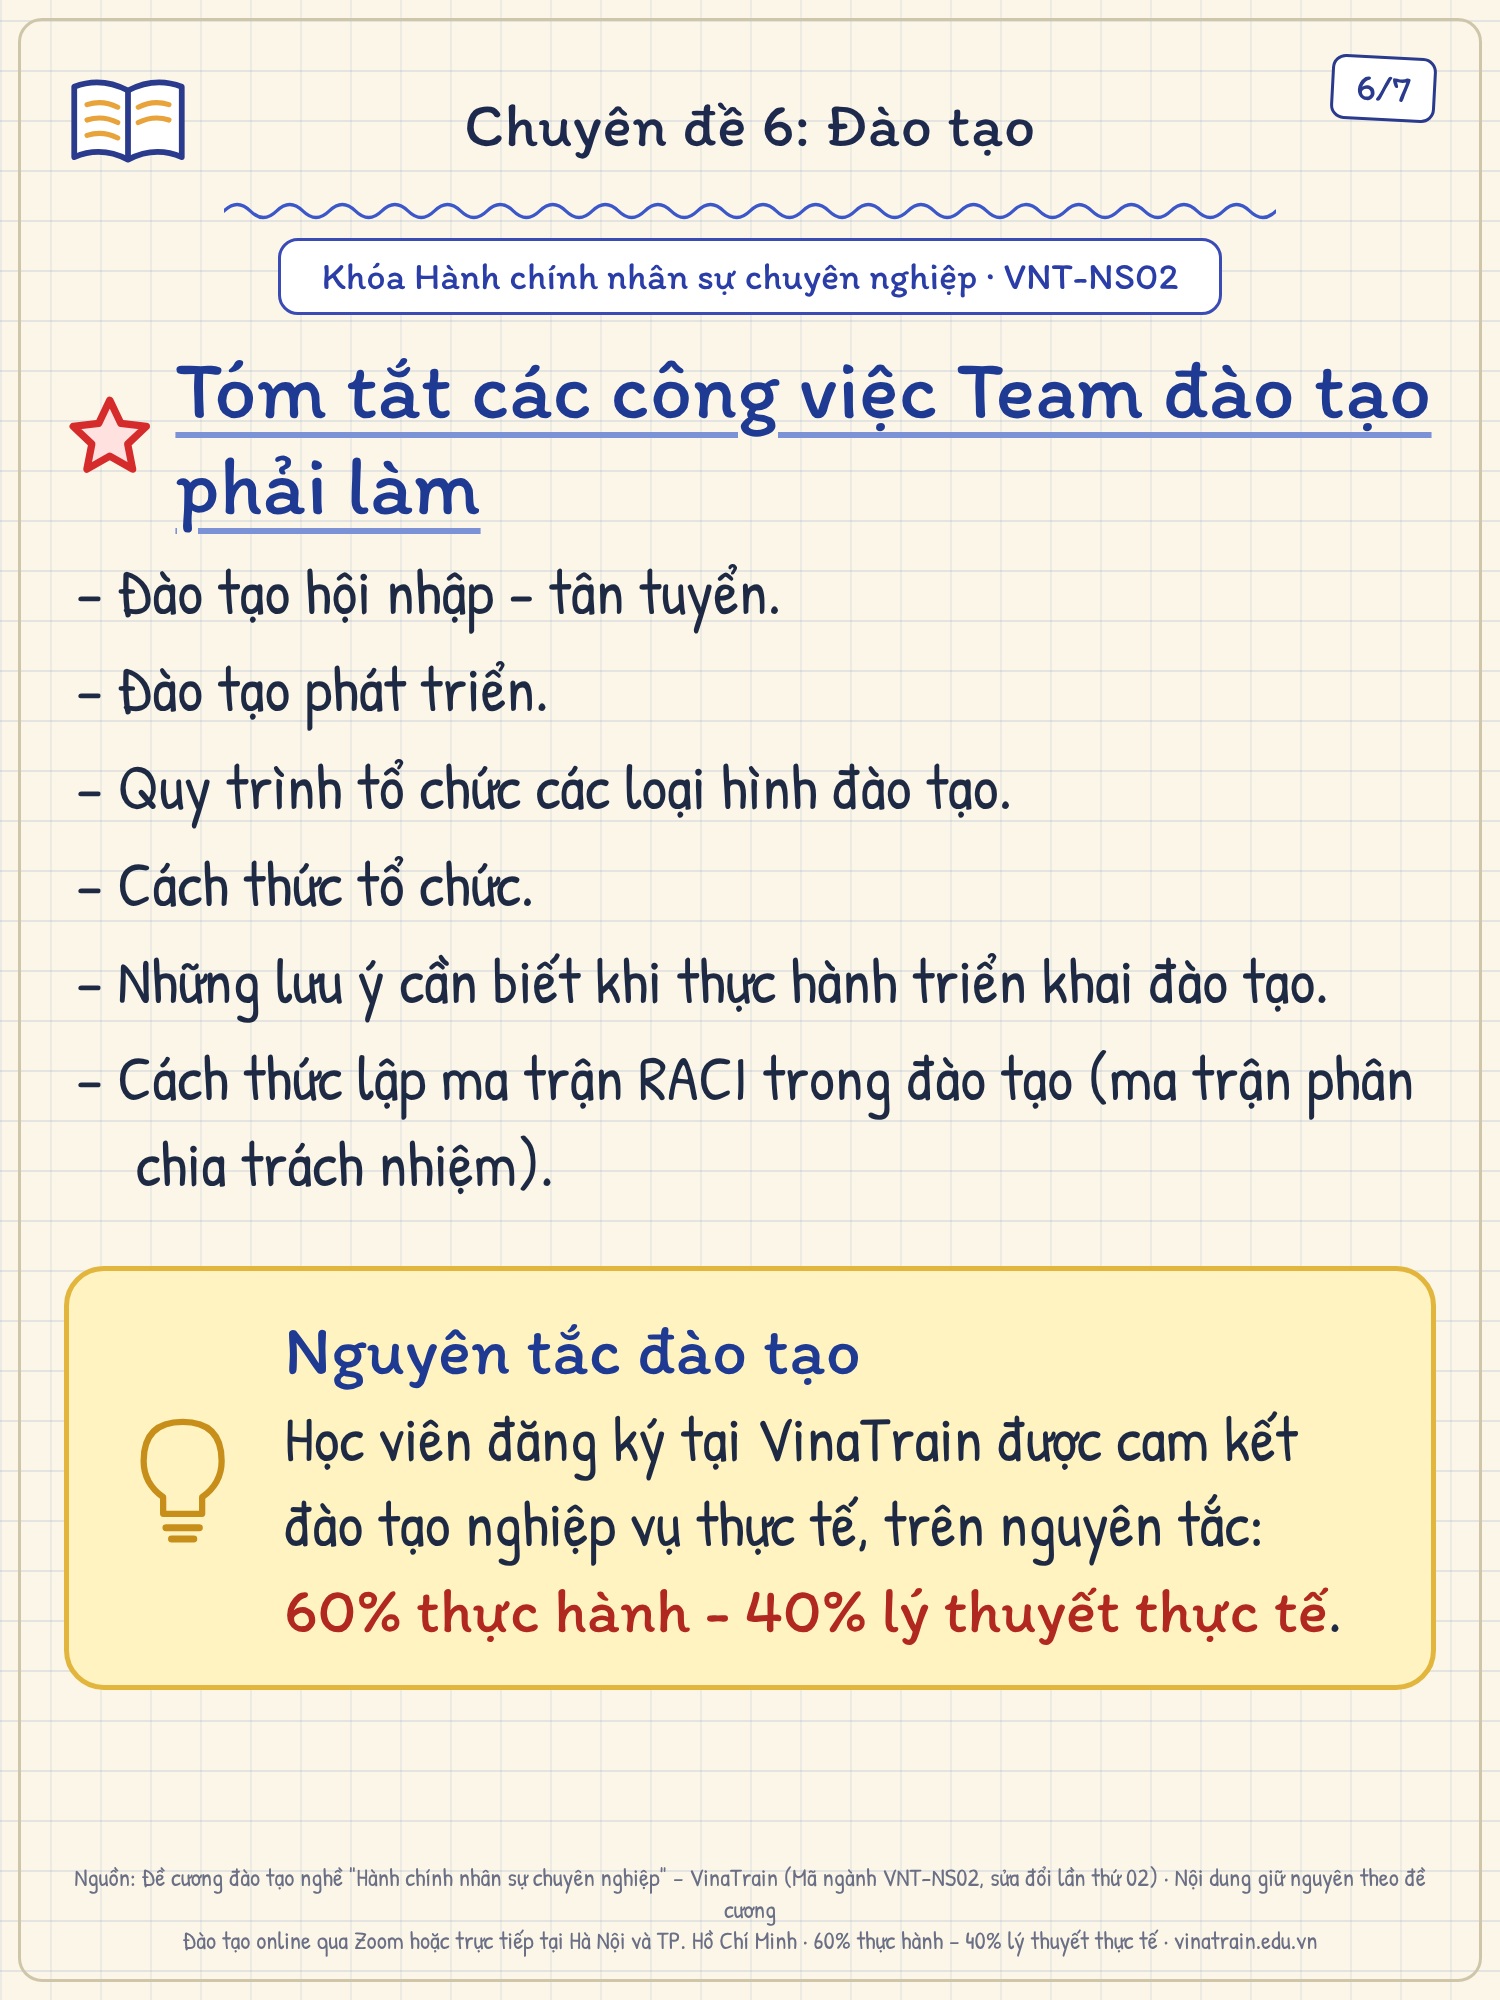 6/7
Chuyên đề 6: Đào tạo
Khóa Hành chính nhân sự chuyên nghiệp · VNT-NS02
Tóm tắt các công việc Team đào tạo
phải làm
– Đào tạo hội nhập – tân tuyển.
– Đào tạo phát triển.
– Quy trình tổ chức các loại hình đào tạo.
– Cách thức tổ chức.
– Những lưu ý cần biết khi thực hành triển khai đào tạo.
– Cách thức lập ma trận RACI trong đào tạo (ma trận phân
chia trách nhiệm).
Nguyên tắc đào tạo
Học viên đăng ký tại VinaTrain được cam kết
đào tạo nghiệp vụ thực tế, trên nguyên tắc:
60% thực hành – 40% lý thuyết thực tế.
Nguồn: Đề cương đào tạo nghề "Hành chính nhân sự chuyên nghiệp" – VinaTrain (Mã ngành VNT-NS02, sửa đổi lần thứ 02) · Nội dung giữ nguyên theo đề
cương
Đào tạo online qua Zoom hoặc trực tiếp tại Hà Nội và TP. Hồ Chí Minh · 60% thực hành – 40% lý thuyết thực tế · vinatrain.edu.vn